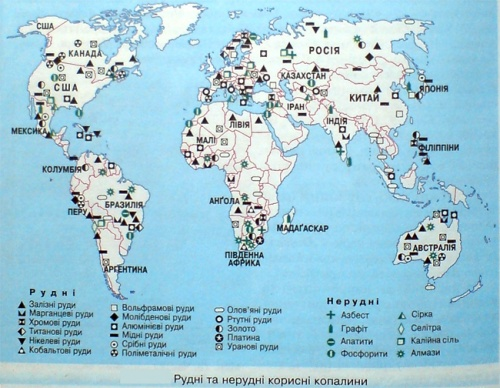 США
КАНАДА
РОСІЯ
США
КАЗАХСТАН
КИТАЙ
ЯПОНІЯ
ІРАН
МЕКСИКА
ЛІВІЯ
ІНДІЯ
МАЛІ
ФІЛІППІНИ
КОЛУМБІЯ
ПЕРУ
БРАЗИЛІЯ
АНГОЛА
МАДАГАСКАР
АВСТРАЛІЯ
ПІВДЕННА
АФРИКА
АРГЕНТИНА
Рудні
Залізні руди
Марганцеві руди
Хромові руди
Титанові руди
Нікелеві руди
Кобальтові руди
Вольфрамові руди
Молібденові руди
Алюмінієві руди
Мідні руди
Срібні руди
Поліметалічні руди
Олов'яні руди
Ртутні руди
Золото
Платина
Уранові руди
Нерудні
Азбест
Графіт
Апатити
Фосфорити
Сірка
Селітра
Калійна сіль
Алмази
Рудні та нерудні корисні копалини